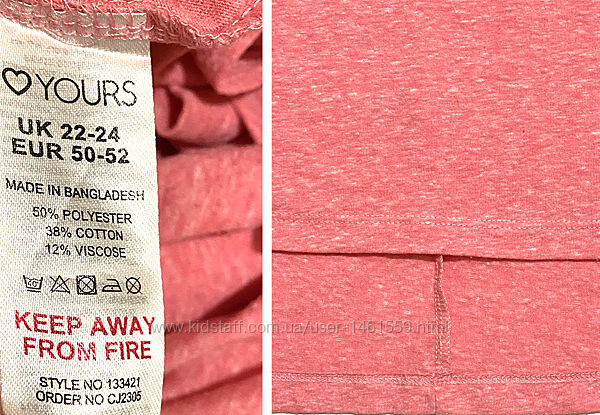 ♡ YOURS
UK 22-24
EUR 50-52
MADE IN BANGLADESH
50% POLYESTER
38% COTTON
12% VISCOSE
KEEP AWAY
FROM FIRE
STYLE NO 133421
ORDER NO CJ2305
www.kidstaff.com.ua/user-1461559.html